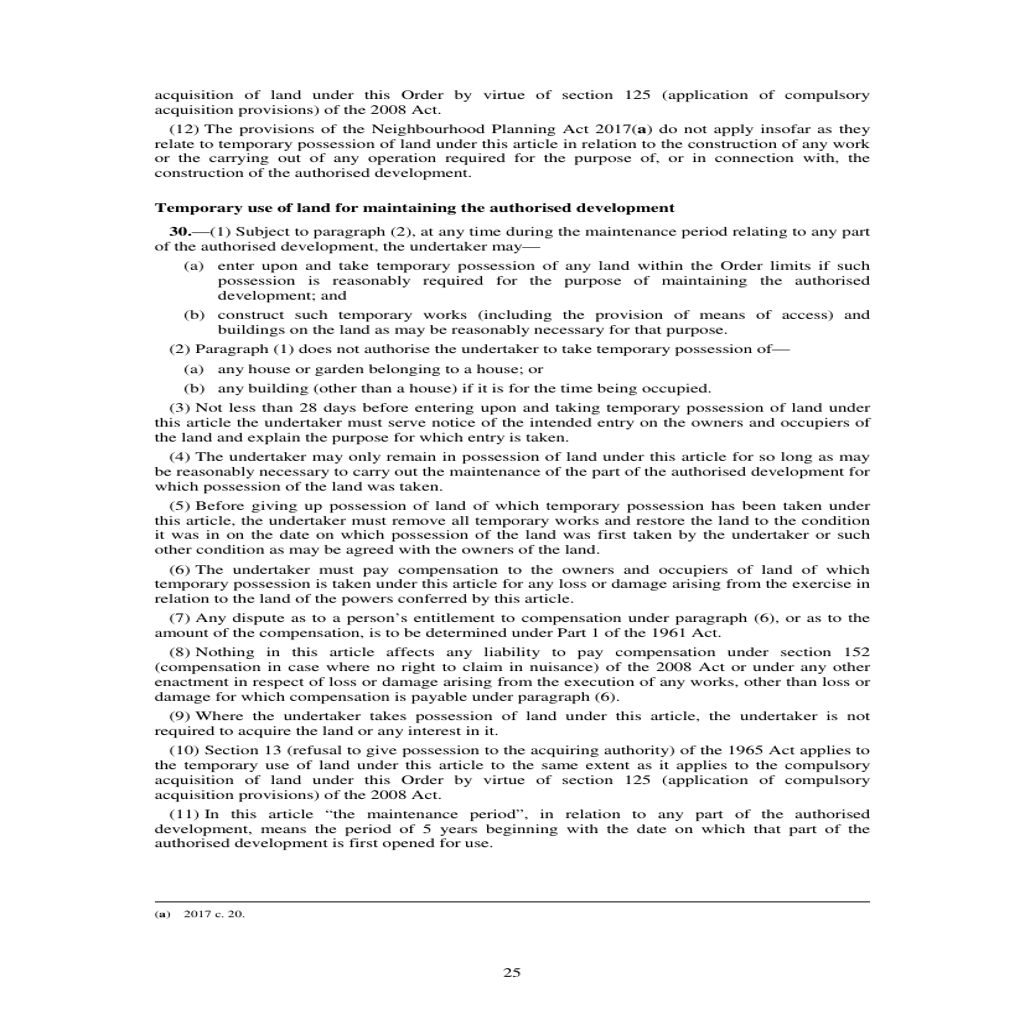 acquisition of land under this Order by virtue of section 125 (application of compulsory
acquisition provisions) of the 2008 Act.
(12) The provisions of the Neighbourhood Planning Act 2017(a) do not apply insofar as they
relate to temporary possession of land under this article in relation to the construction of any work
or the carrying out of any operation required for the purpose of, or in connection with, the
construction of the authorised development.
Temporary use of land for maintaining the authorised development
30.—(1) Subject to paragraph (2), at any time during the maintenance period relating to any part
of the authorised development, the undertaker may—
(a) enter upon and take temporary possession of any land within the Order limits if such
possession is reasonably required for the purpose of maintaining the authorised
development; and
(b) construct such temporary works (including the provision of means of access) and
buildings on the land as may be reasonably necessary for that purpose.
(2) Paragraph (1) does not authorise the undertaker to take temporary possession of—
(a) any house or garden belonging to a house; or
(b) any building (other than a house) if it is for the time being occupied.
(3) Not less than 28 days before entering upon and taking temporary possession of land under
this article the undertaker must serve notice of the intended entry on the owners and occupiers of
the land and explain the purpose for which entry is taken.
(4) The undertaker may only remain in possession of land under this article for so long as may
be reasonably necessary to carry out the maintenance of the part of the authorised development for
which possession of the land was taken.
(5) Before giving up possession of land of which temporary possession has been taken under
this article, the undertaker must remove all temporary works and restore the land to the condition
it was in on the date on which possession of the land was first taken by the undertaker or such
other condition as may be agreed with the owners of the land.
(6) The undertaker must pay compensation to the owners and occupiers of land of which
temporary possession is taken under this article for any loss or damage arising from the exercise in
relation to the land of the powers conferred by this article.
(7) Any dispute as to a person’s entitlement to compensation under paragraph (6), or as to the
amount of the compensation, is to be determined under Part 1 of the 1961 Act.
(8) Nothing in this article affects any liability to pay compensation under section 152
(compensation in case where no right to claim in nuisance) of the 2008 Act or under any other
enactment in respect of loss or damage arising from the execution of any works, other than loss or
damage for which compensation is payable under paragraph (6).
(9) Where the undertaker takes possession of land under this article, the undertaker is not
required to acquire the land or any interest in it.
(10) Section 13 (refusal to give possession to the acquiring authority) of the 1965 Act applies to
the temporary use of land under this article to the same extent as it applies to the compulsory
acquisition of land under this Order by virtue of section 125 (application of compulsory
acquisition provisions) of the 2008 Act.
(11) In this article “the maintenance period”, in relation to any part of the authorised
development, means the period of 5 years beginning with the date on which that part of the
authorised development is first opened for use.
(a) 2017 c. 20.
25